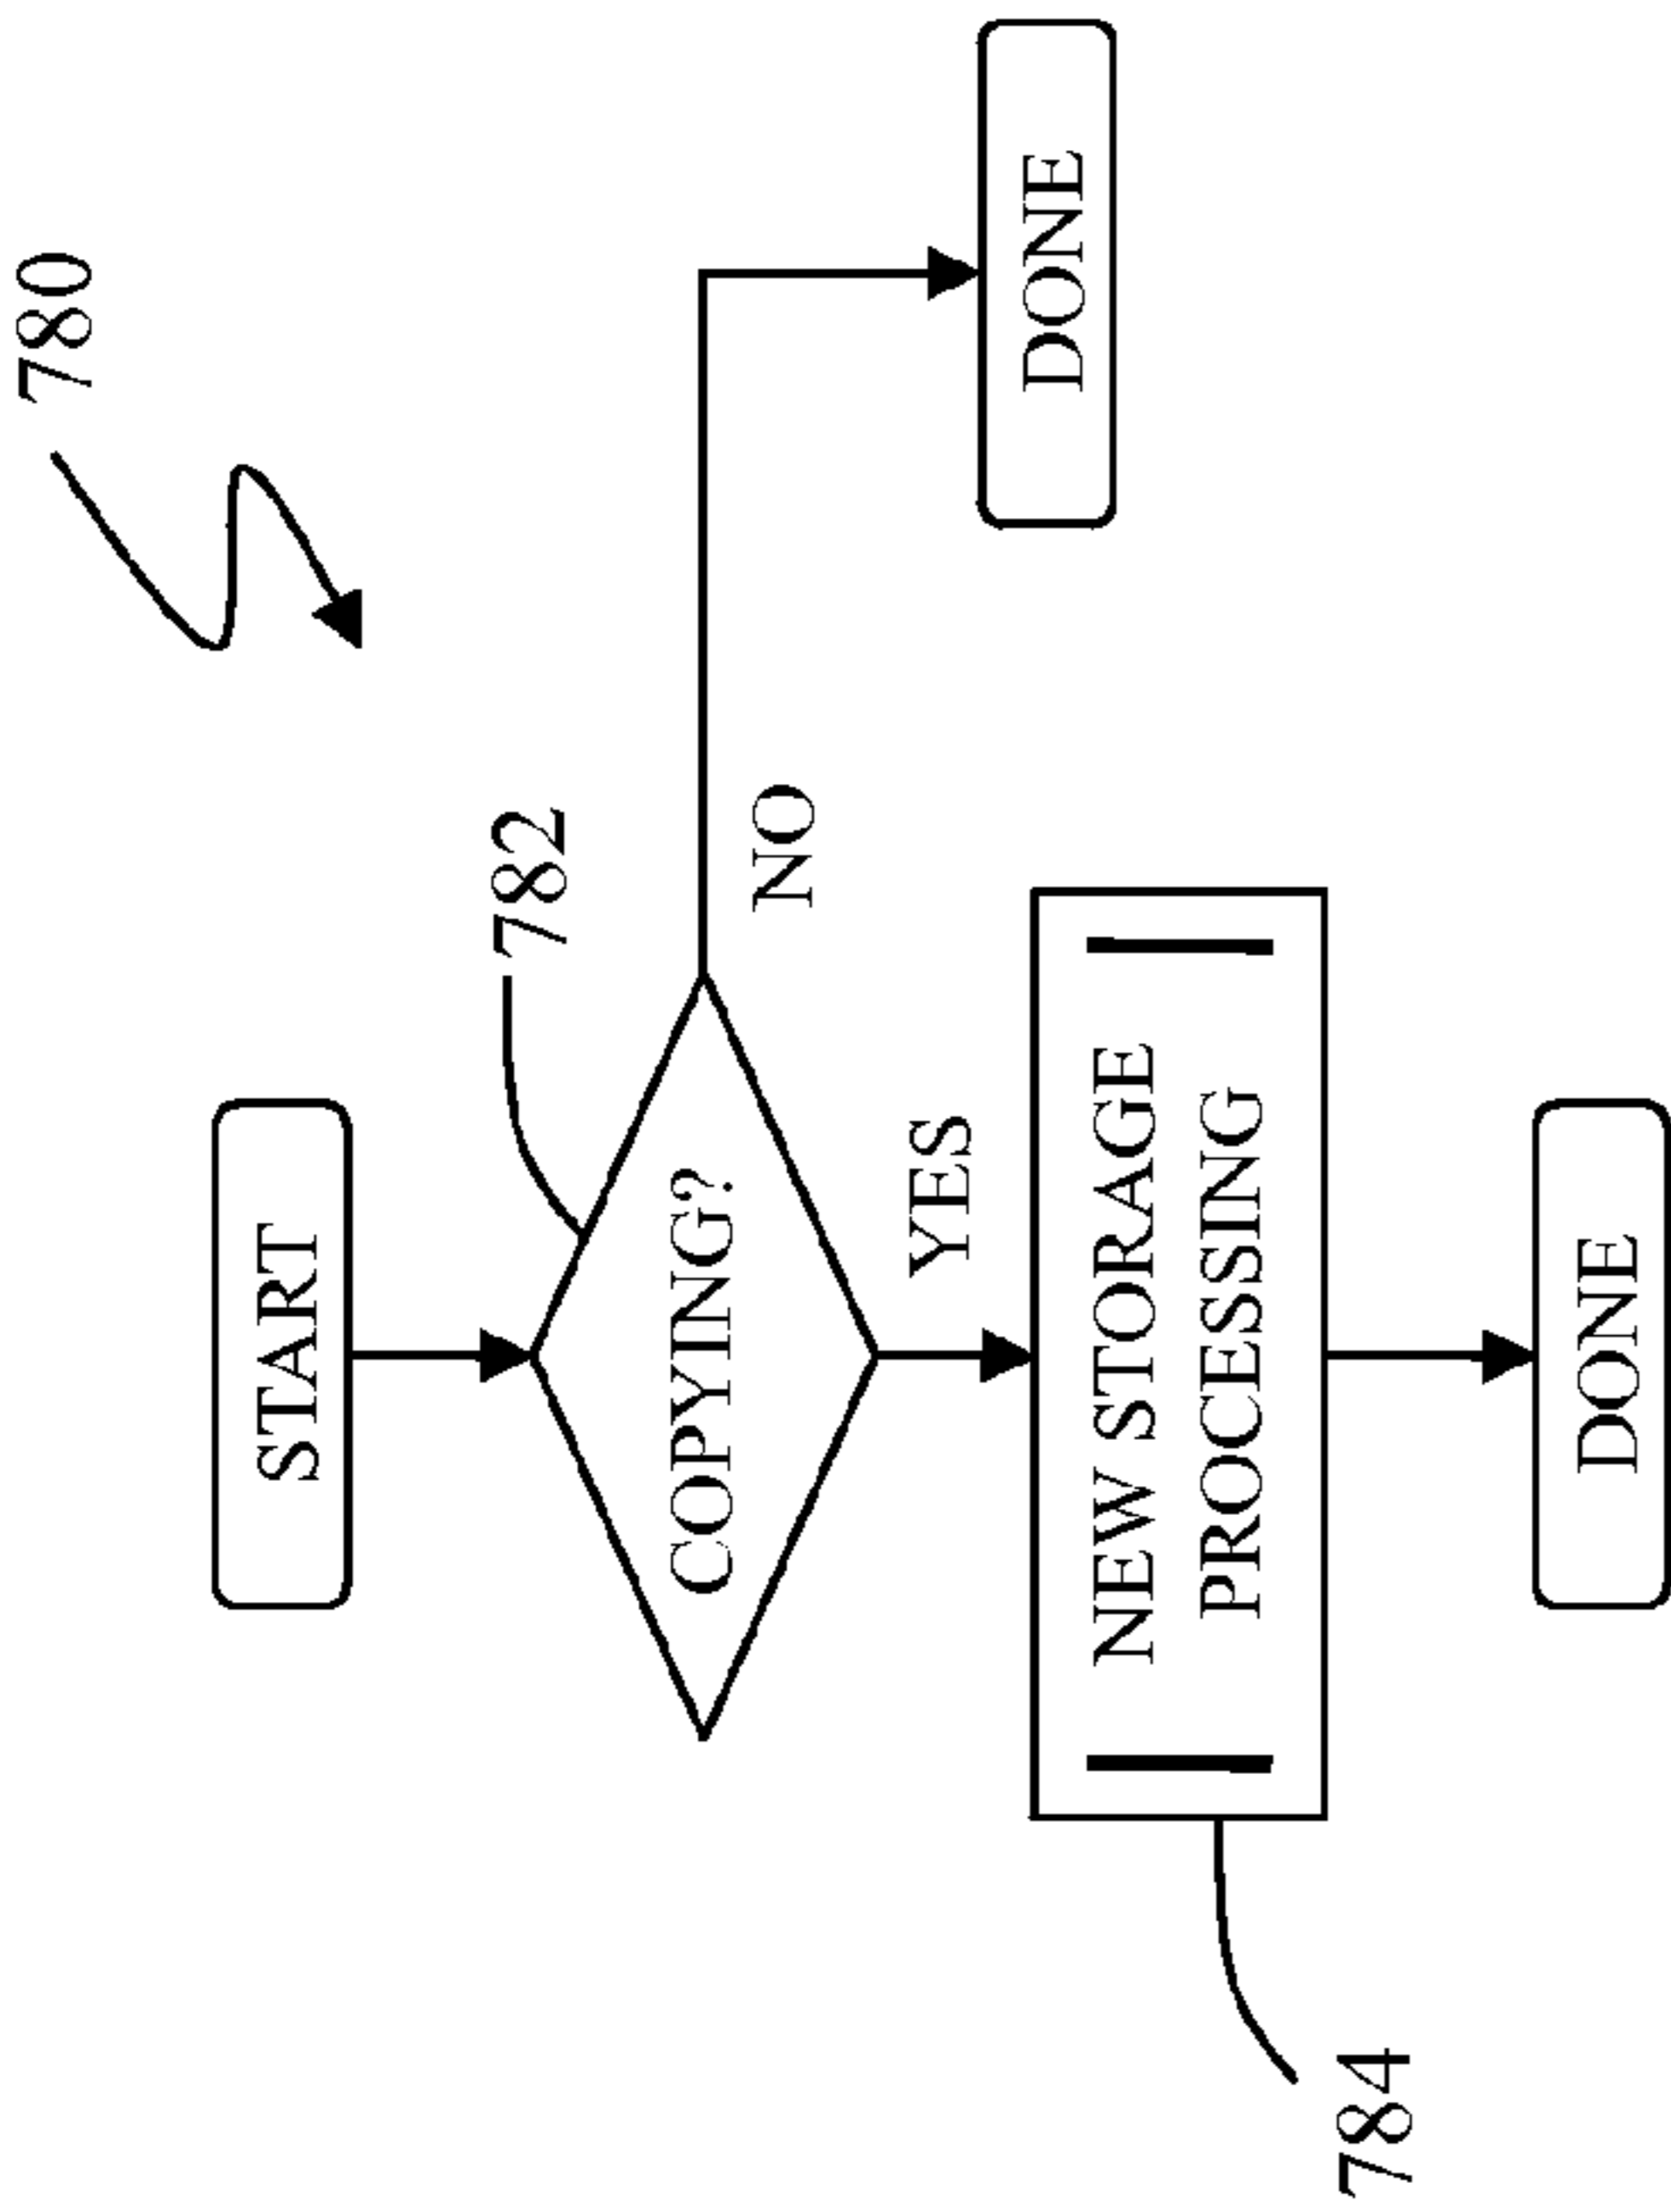 780
START
782
COPYING?
NO
YES
DONE
NEW STORAGE
PROCESSING
784
DONE